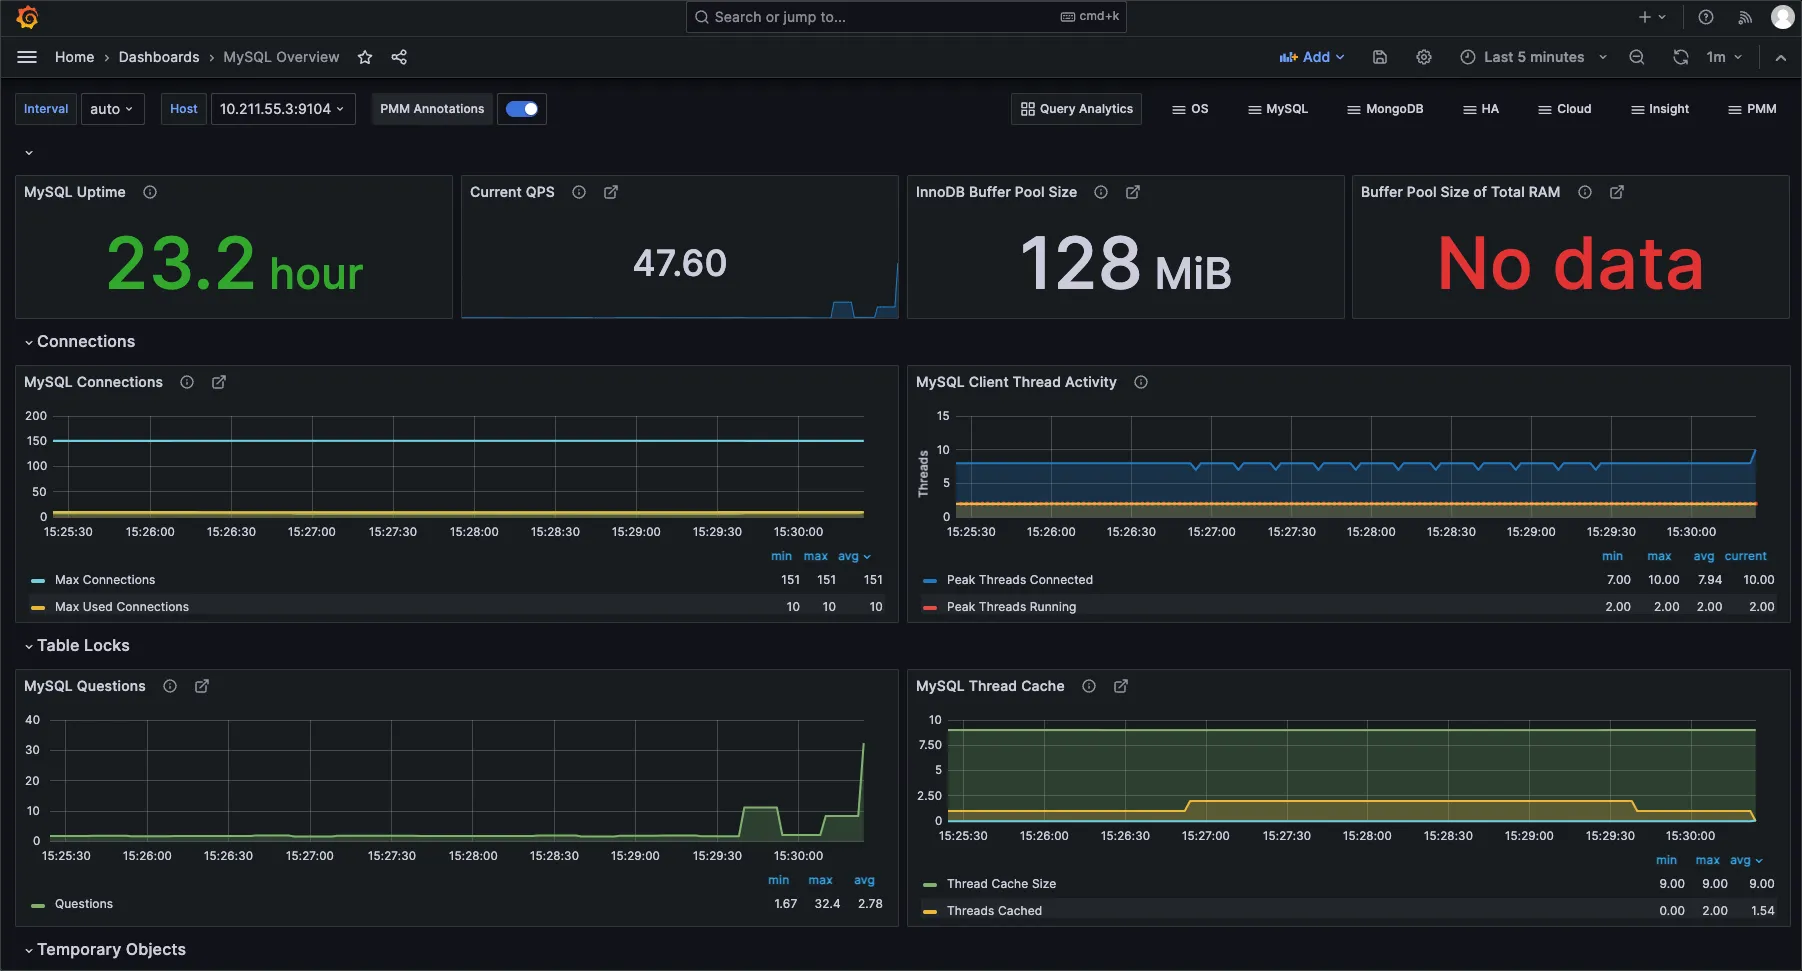 Search or jump to... cmd+k
Home › Dashboards › MySQL Overview Add Last 5 minutes 1m
Interval auto Host 10.211.55.3:9104 PMM Annotations Query Analytics OS MySQL MongoDB HA Cloud Insight PMM
MySQL Uptime
23.2 hour
Current QPS
47.60
InnoDB Buffer Pool Size
128 MiB
Buffer Pool Size of Total RAM
No data
Connections
MySQL Connections
200
150
100
50
0
15:25:30 15:26:00 15:26:30 15:27:00 15:27:30 15:28:00 15:28:30 15:29:00 15:29:30 15:30:00
min max avg
Max Connections 151 151 151
Max Used Connections 10 10 10
MySQL Client Thread Activity
Threads
15
10
5
0
15:25:30 15:26:00 15:26:30 15:27:00 15:27:30 15:28:00 15:28:30 15:29:00 15:29:30 15:30:00
min max avg current
Peak Threads Connected 7.00 10.00 7.94 10.00
Peak Threads Running 2.00 2.00 2.00 2.00
Table Locks
MySQL Questions
40
30
20
10
0
15:25:30 15:26:00 15:26:30 15:27:00 15:27:30 15:28:00 15:28:30 15:29:00 15:29:30 15:30:00
min max avg
Questions 1.67 32.4 2.78
MySQL Thread Cache
10
7.50
5
2.50
0
15:25:30 15:26:00 15:26:30 15:27:00 15:27:30 15:28:00 15:28:30 15:29:00 15:29:30 15:30:00
min max avg
Thread Cache Size 9.00 9.00 9.00
Threads Cached 0.00 2.00 1.54
Temporary Objects